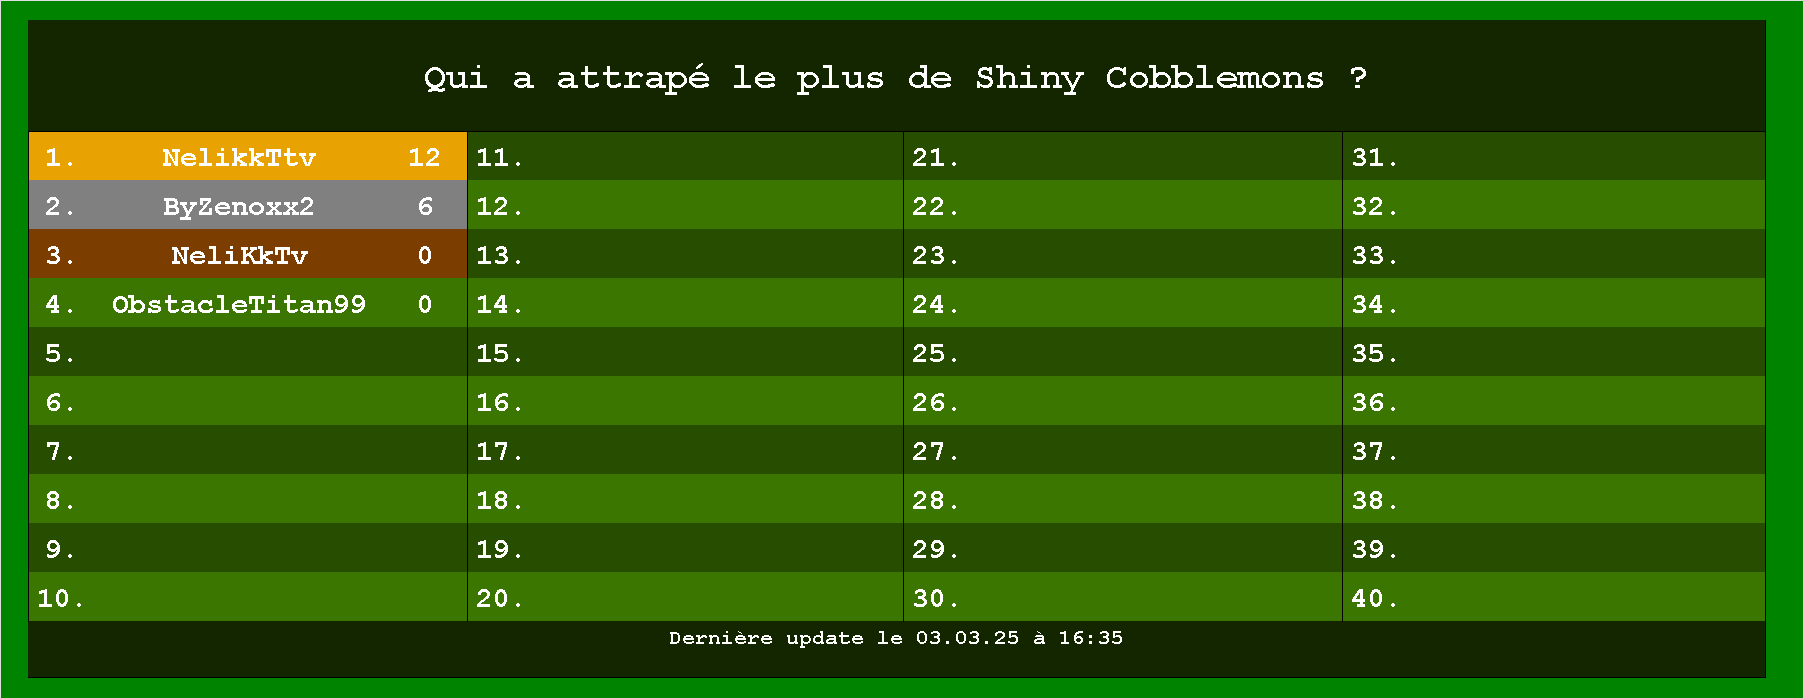 Qui a attrapé le plus de Shiny Cobblemons ?
1. NelikkTtv 12 11. 21. 31.
2. ByZenoxx2 6 12. 22. 32.
3. NeliKkTv 0 13. 23. 33.
4. ObstacleTitan99 0 14. 24. 34.
5. 15. 25. 35.
6. 16. 26. 36.
7. 17. 27. 37.
8. 18. 28. 38.
9. 19. 29. 39.
10. 20. 30. 40.
Dernière update le 03.03.25 à 16:35